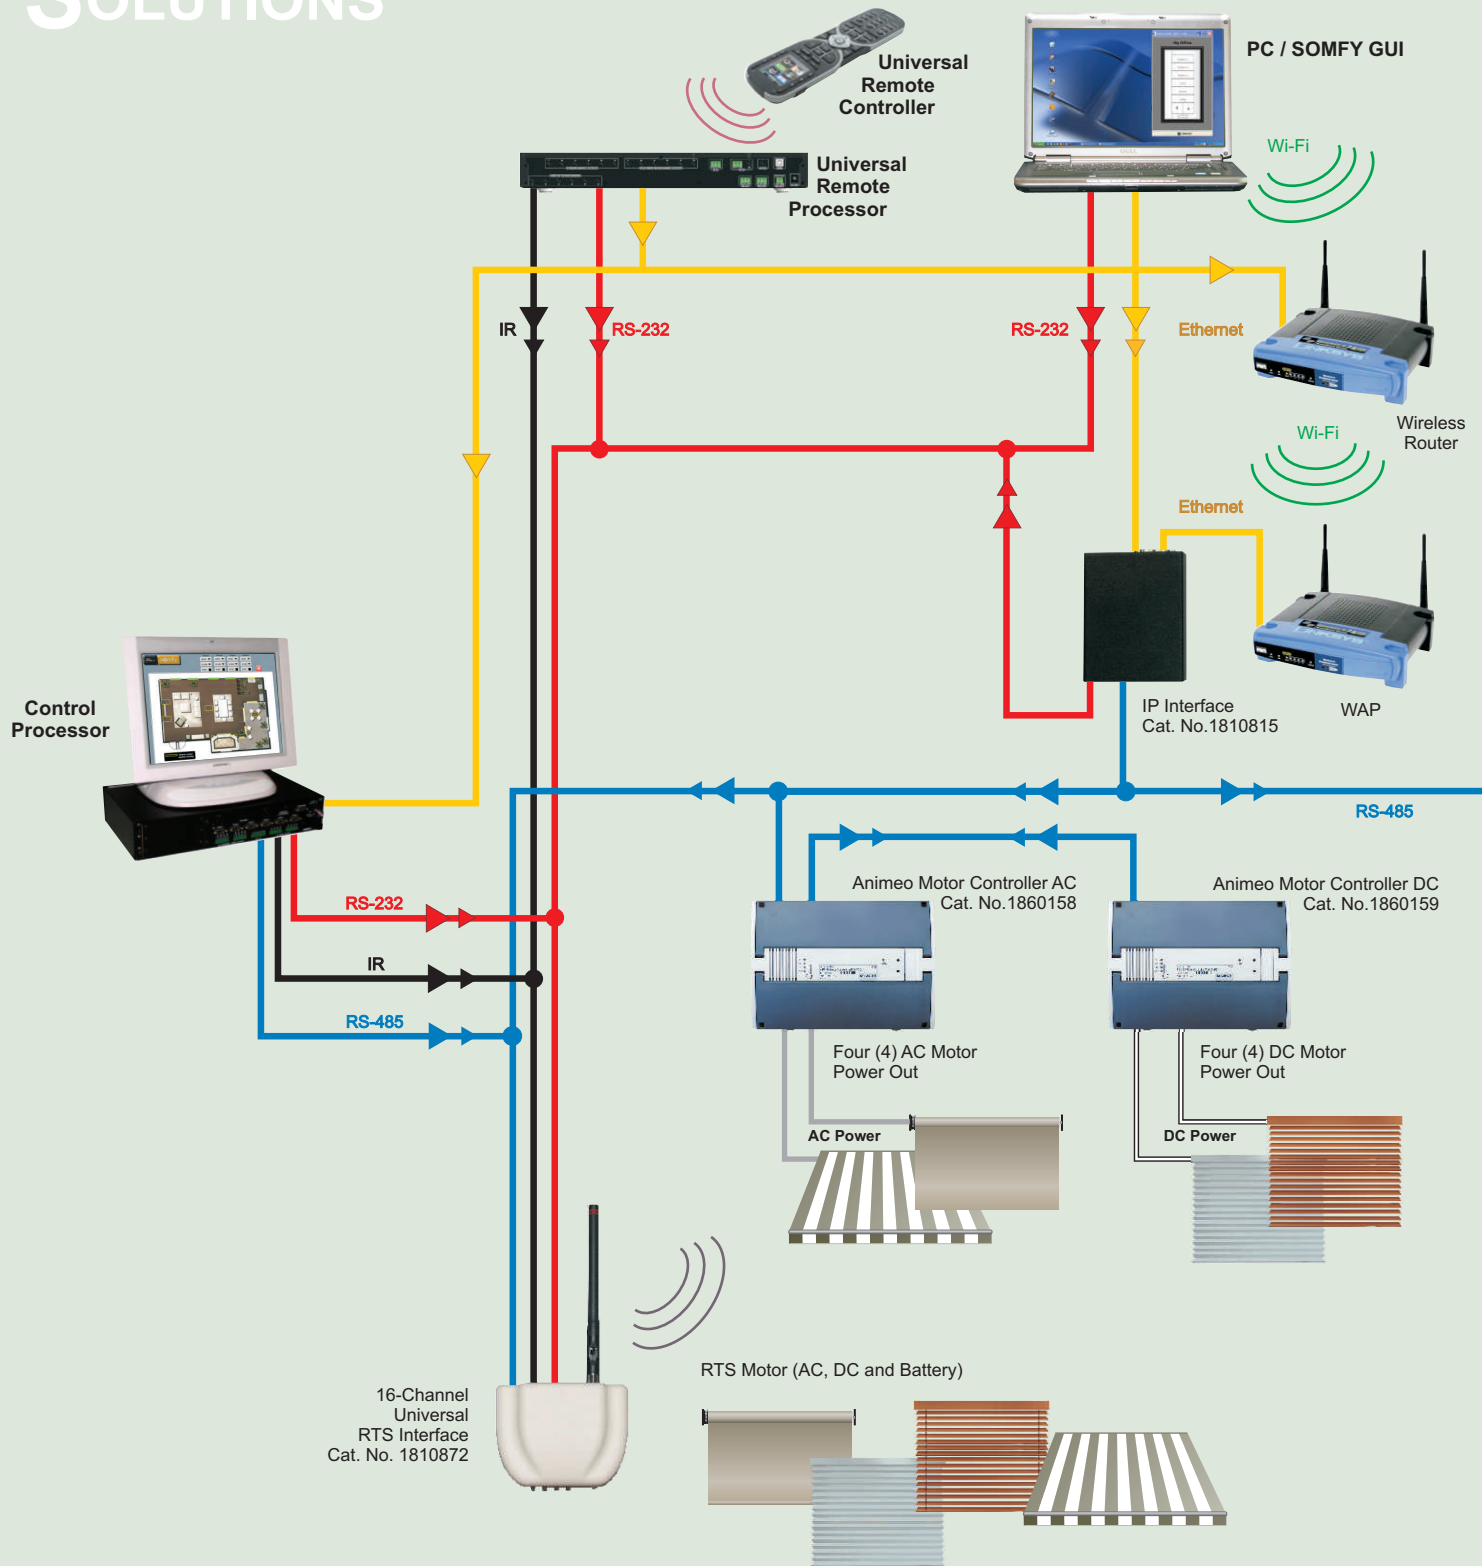 SOLUTIONS
Universal
Remote
Controller
PC / SOMFY GUI
Wi-Fi
Universal
Remote
Processor
IR
RS-232
RS-232
Ethernet
LINKSYS
Wireless
Router
Wi-Fi
Ethernet
LINKSYS
WAP
IP Interface
Cat. No.1810815
Control
Processor
RS-485
Animeo Motor Controller AC
Cat. No.1860158
Animeo Motor Controller DC
Cat. No.1860159
RS-232
IR
RS-485
Four (4) AC Motor
Power Out
Four (4) DC Motor
Power Out
AC Power
DC Power
RTS Motor (AC, DC and Battery)
16-Channel
Universal
RTS Interface
Cat. No. 1810872